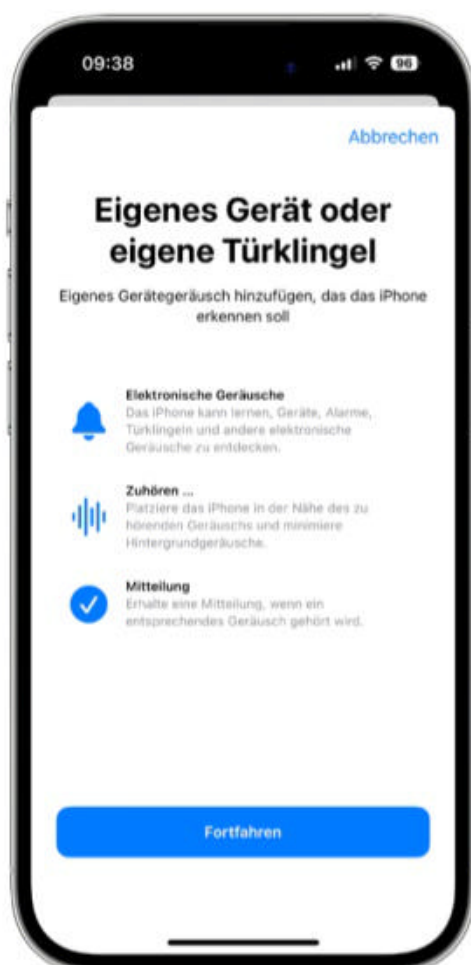 09:38
96
Abbrechen
Eigenes Gerät oder
eigene Türklingel
Eigenes Gerätegeräusch hinzufügen, das das iPhone
erkennen soll
Elektronische Geräusche
Das iPhone kann lernen, Geräte, Alarme,
Türklingeln und andere elektronische
Geräusche zu entdecken.
Zuhören ...
Platziere das iPhone in der Nähe des zu
hörenden Geräuschs und minimiere
Hintergrundgeräusche.
Mitteilung
Erhalte eine Mitteilung, wenn ein
entsprechendes Geräusch gehört wird.
Fortfahren